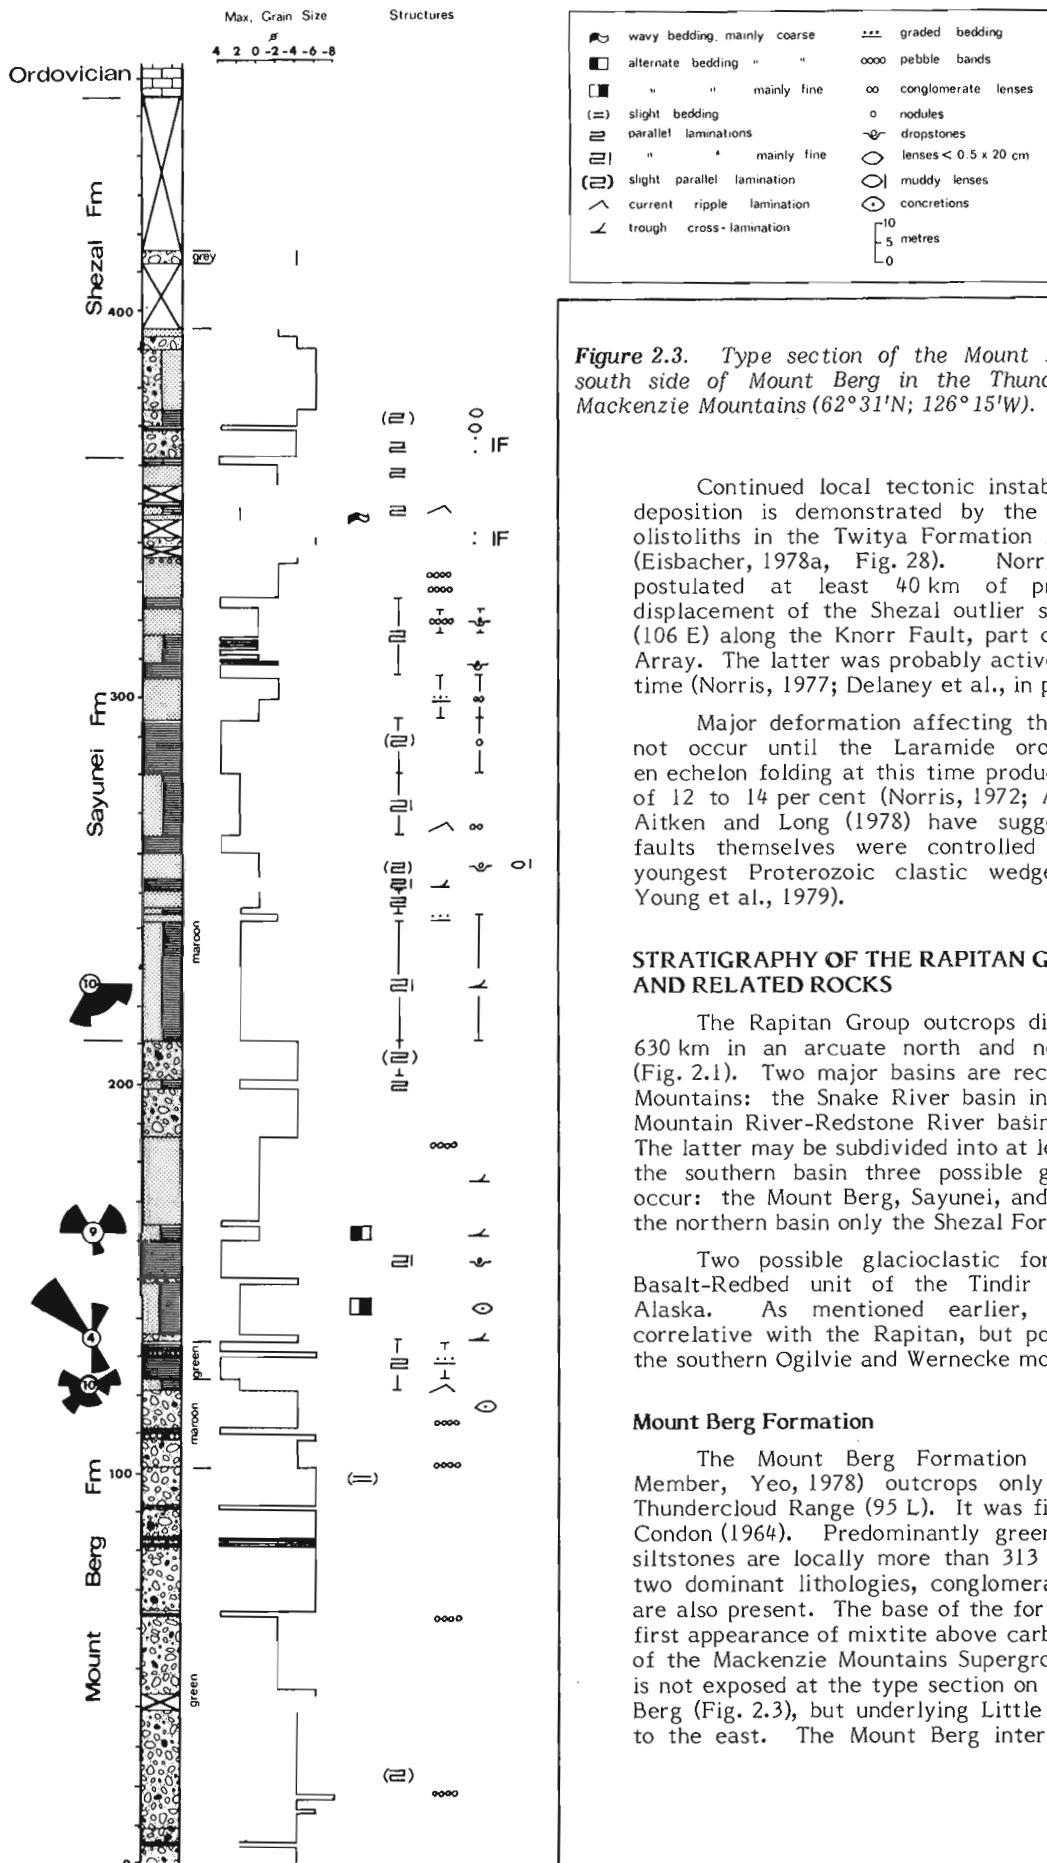 Max. Grain Size
ø
4 2 0 -2 -4 -6 -8
Structures
Ordovician
Shezal Fm
grey
400
IF
IF
Sayunei Fm
300
maroon
10
200
9
4
green
10
maroon
100
Mount Berg Fm
green
0
wavy bedding, mainly coarse
alternate bedding " "
" " mainly fine
slight bedding
parallel laminations
" " mainly fine
slight parallel lamination
current ripple lamination
trough cross-lamination
graded bedding
pebble bands
conglomerate lenses
nodules
dropstones
lenses < 0.5 x 20 cm
muddy lenses
concretions
10
5 metres
0
Figure 2.3. Type section of the Mount
south side of Mount Berg in the Thund
Mackenzie Mountains (62°31'N; 126°15'W).
Continued local tectonic instab
deposition is demonstrated by the
olistoliths in the Twitya Formation
(Eisbacher, 1978a, Fig. 28). Norr
postulated at least 40 km of p
displacement of the Shezal outlier s
(106 E) along the Knorr Fault, part o
Array. The latter was probably active
time (Norris, 1977; Delaney et al., in p
Major deformation affecting th
not occur until the Laramide oro
en echelon folding at this time produ
of 12 to 14 per cent (Norris, 1972; A
Aitken and Long (1978) have sugg
faults themselves were controlled
youngest Proterozoic clastic wedg
Young et al., 1979).
STRATIGRAPHY OF THE RAPITAN G
AND RELATED ROCKS
The Rapitan Group outcrops di
630 km in an arcuate north and n
(Fig. 2.1). Two major basins are rec
Mountains: the Snake River basin in
Mountain River-Redstone River basin
The latter may be subdivided into at le
the southern basin three possible g
occur: the Mount Berg, Sayunei, and
the northern basin only the Shezal For
Two possible glacioclastic for
Basalt-Redbed unit of the Tindir
Alaska. As mentioned earlier,
correlative with the Rapitan, but po
the southern Ogilvie and Wernecke mo
Mount Berg Formation
The Mount Berg Formation
Member, Yeo, 1978) outcrops only
Thundercloud Range (95 L). It was fi
Condon (1964). Predominantly green
siltstones are locally more than 313
two dominant lithologies, conglomera
are also present. The base of the for
first appearance of mixtite above carb
of the Mackenzie Mountains Supergro
is not exposed at the type section on
Berg (Fig. 2.3), but underlying Little
to the east. The Mount Berg inter